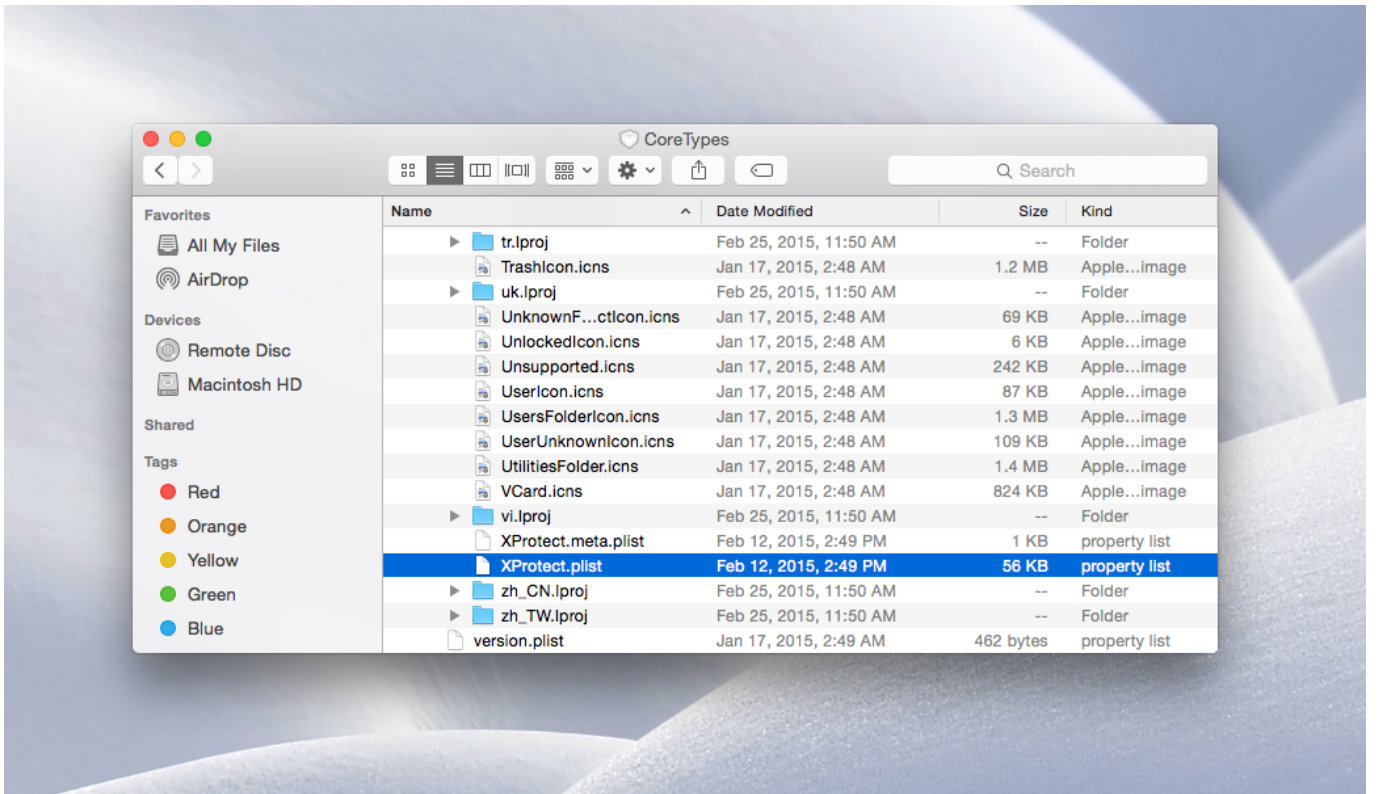 CoreTypes
Search
Favorites
All My Files
AirDrop
Devices
Remote Disc
Macintosh HD
Shared
Tags
Red
Orange
Yellow
Green
Blue
Name Date Modified Size Kind
tr.lproj Feb 25, 2015, 11:50 AM -- Folder
TrashIcon.icns Jan 17, 2015, 2:48 AM 1.2 MB Apple...image
uk.lproj Feb 25, 2015, 11:50 AM -- Folder
UnknownF...ctIcon.icns Jan 17, 2015, 2:48 AM 69 KB Apple...image
UnlockedIcon.icns Jan 17, 2015, 2:48 AM 6 KB Apple...image
Unsupported.icns Jan 17, 2015, 2:48 AM 242 KB Apple...image
UserIcon.icns Jan 17, 2015, 2:48 AM 87 KB Apple...image
UsersFolderIcon.icns Jan 17, 2015, 2:48 AM 1.3 MB Apple...image
UserUnknownIcon.icns Jan 17, 2015, 2:48 AM 109 KB Apple...image
UtilitiesFolder.icns Jan 17, 2015, 2:48 AM 1.4 MB Apple...image
VCard.icns Jan 17, 2015, 2:48 AM 824 KB Apple...image
vi.lproj Feb 25, 2015, 11:50 AM -- Folder
XProtect.meta.plist Feb 12, 2015, 2:49 PM 1 KB property list
XProtect.plist Feb 12, 2015, 2:49 PM 56 KB property list
zh_CN.lproj Feb 25, 2015, 11:50 AM -- Folder
zh_TW.lproj Feb 25, 2015, 11:50 AM -- Folder
version.plist Jan 17, 2015, 2:49 AM 462 bytes property list